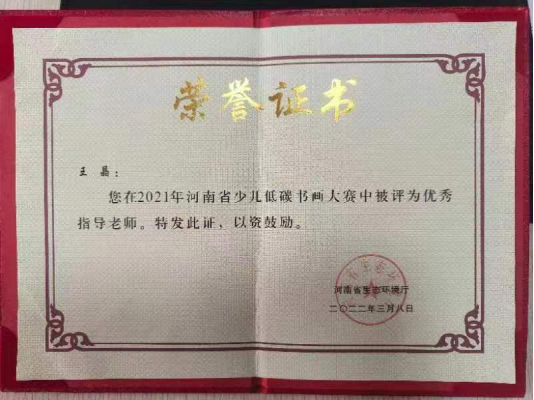 荣誉证书
王晶：
您在2021年河南省少儿低碳书画大赛中被评为优秀
指导老师。特发此证，以资鼓励。
河南省生态环境厅
二〇二二年三月八日